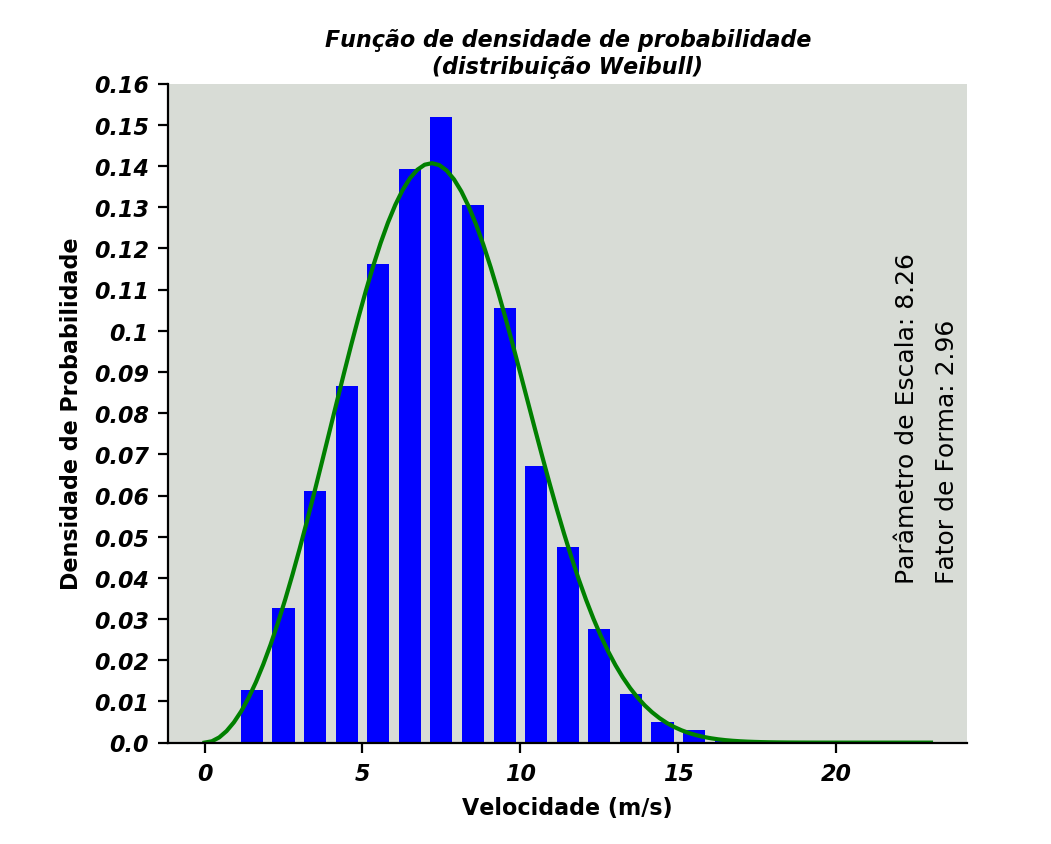 Função de densidade de probabilidade
(distribuição Weibull)
0.16
0.15
0.14
0.13
0.12
0.11
0.1
0.09
0.08
0.07
0.06
0.05
0.04
0.03
0.02
0.01
0.0
Densidade de Probabilidade
Parâmetro de Escala: 8.26
Fator de Forma: 2.96
0 5 10 15 20
Velocidade (m/s)